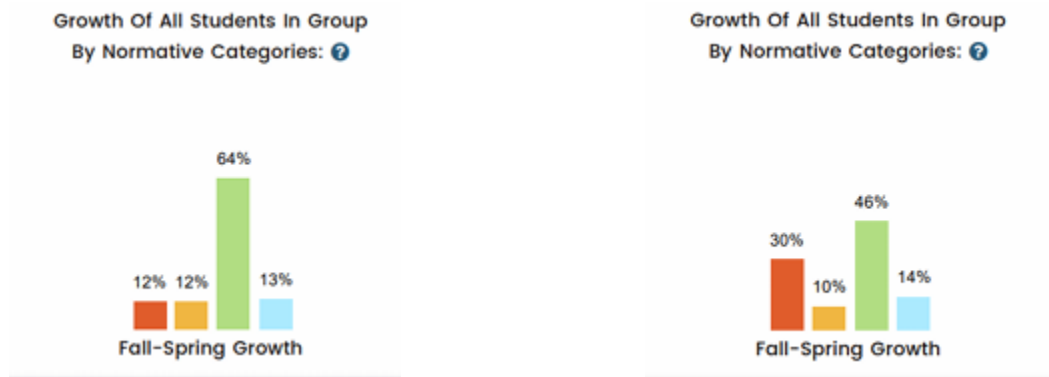 Growth Of All Students In Group
By Normative Categories: ?
64%
12% 12% 13%
Fall-Spring Growth
Growth Of All Students In Group
By Normative Categories: ?
46%
30%
10% 14%
Fall-Spring Growth